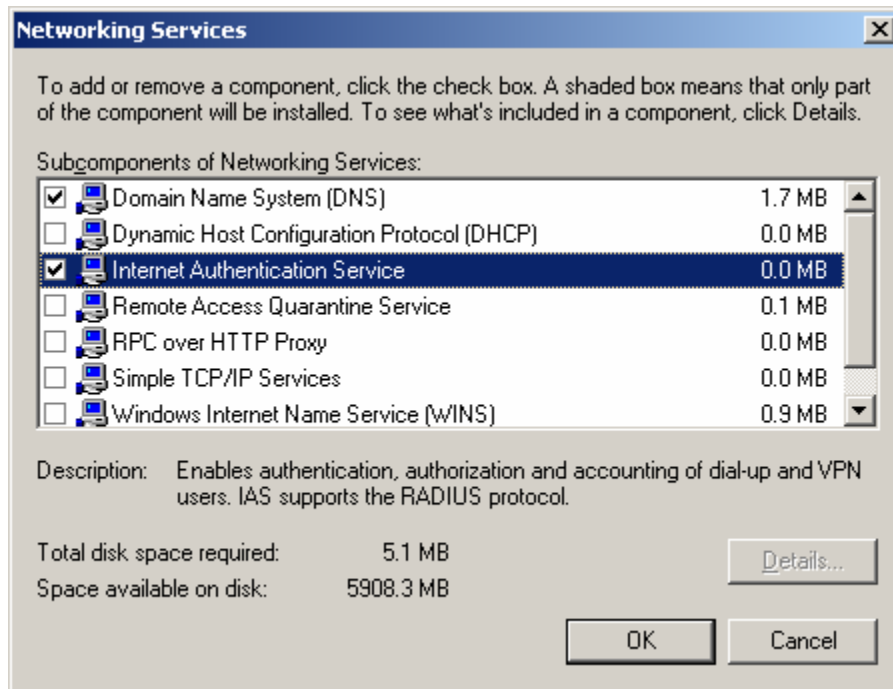 Networking Services
To add or remove a component, click the check box. A shaded box means that only part
of the component will be installed. To see what's included in a component, click Details.
Subcomponents of Networking Services:
Domain Name System (DNS) 1.7 MB
Dynamic Host Configuration Protocol (DHCP) 0.0 MB
Internet Authentication Service 0.0 MB
Remote Access Quarantine Service 0.1 MB
RPC over HTTP Proxy 0.0 MB
Simple TCP/IP Services 0.0 MB
Windows Internet Name Service (WINS) 0.9 MB
Description: Enables authentication, authorization and accounting of dial-up and VPN
users. IAS supports the RADIUS protocol.
Total disk space required: 5.1 MB
Details...
Space available on disk: 5908.3 MB
OK Cancel